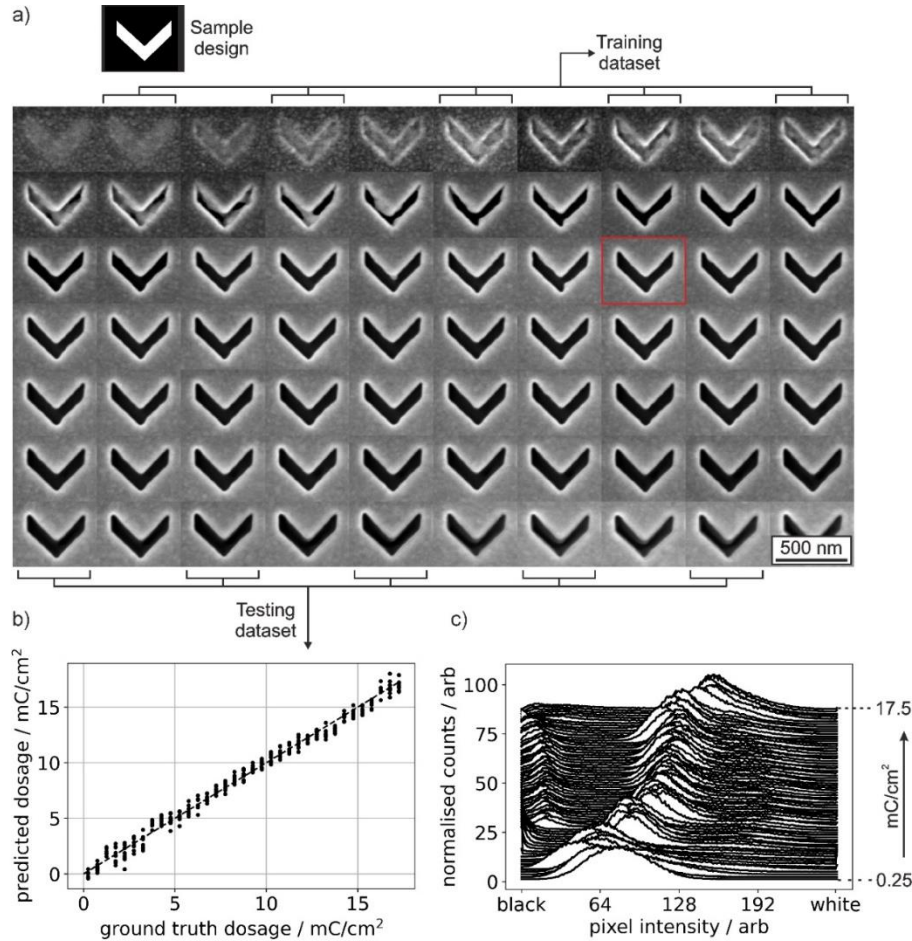 a)
Sample
design
Training
dataset
500 nm
Testing
dataset
b)
predicted dosage / mC/cm²
15
10
5
0
0
5
10
15
ground truth dosage / mC/cm²
c)
normalised counts / arb
100
75
50
25
0
black
64
128
192
white
pixel intensity / arb
17.5
mC/cm²
0.25